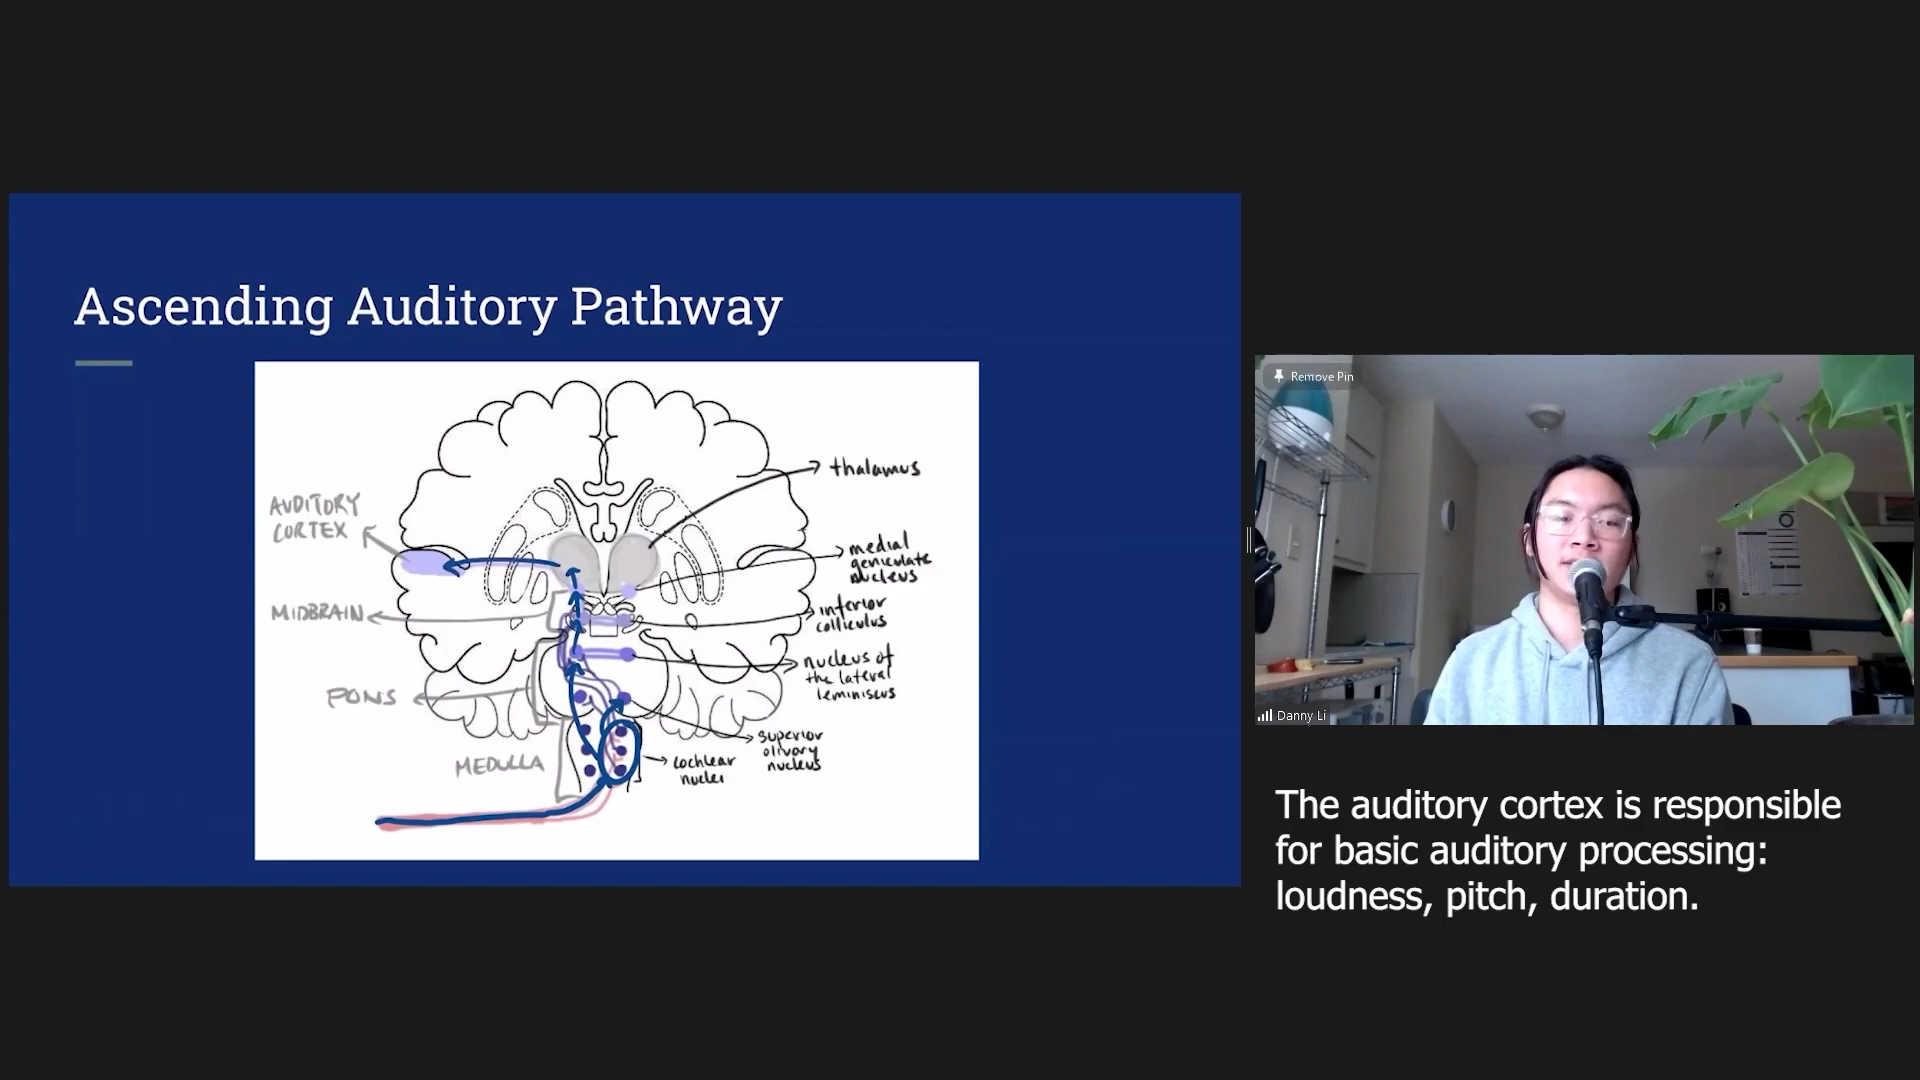 Ascending Auditory Pathway
AUDITORY
CORTEX
MIDBRAIN
PONS
MEDULLA
thalamus
medial
geniculate
nucleus
inferior
colliculus
nucleus of
the lateral
leminiscus
superior
olivary
nucleus
cochlear
nuclei
Remove Pin
Danny Li
The auditory cortex is responsible
for basic auditory processing:
loudness, pitch, duration.